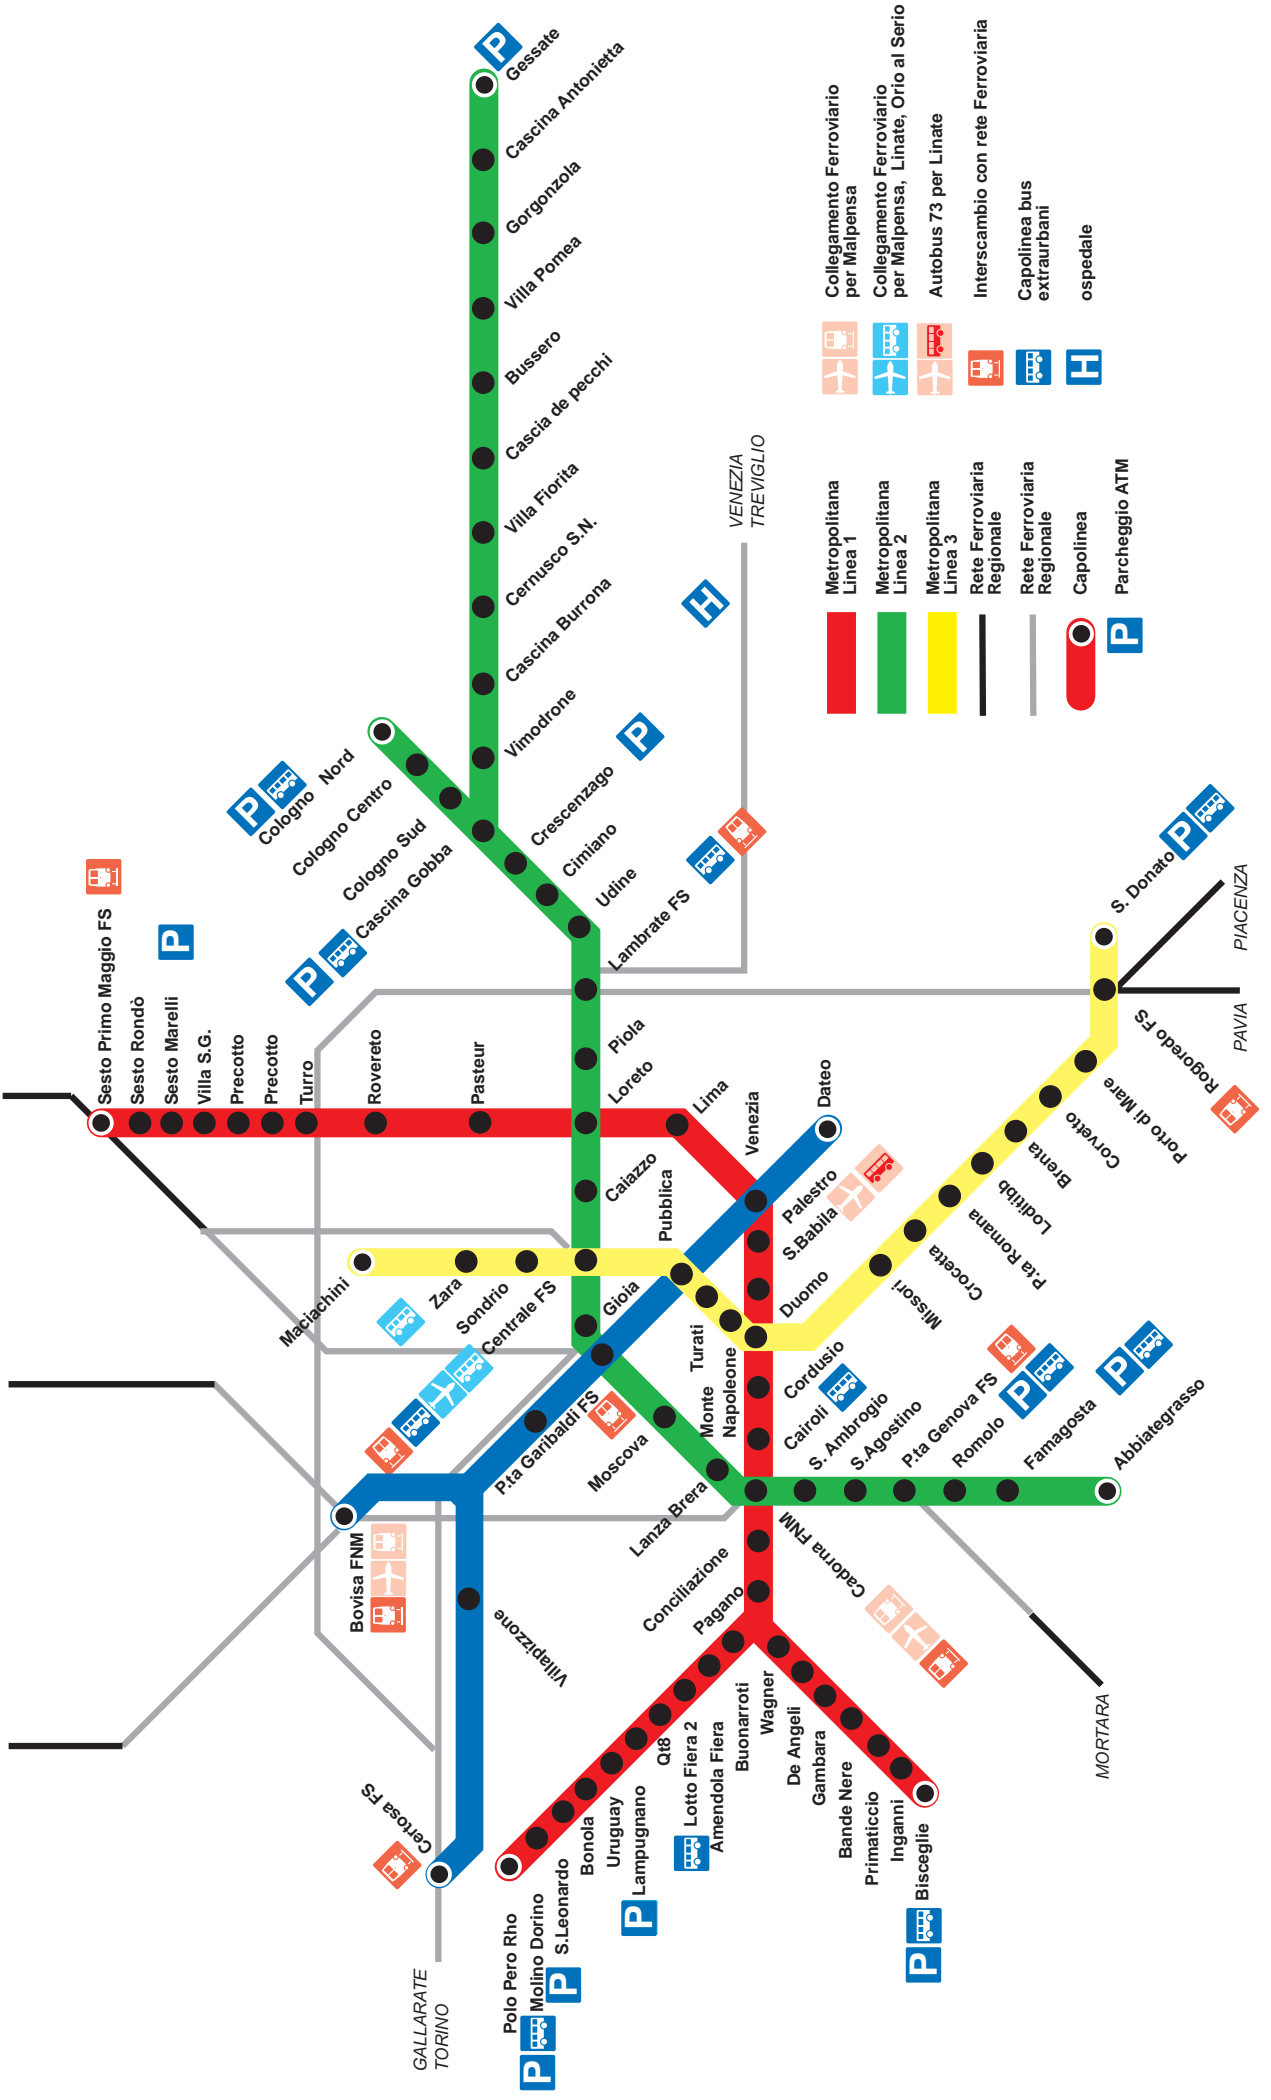 Gessate
Cascina Antonietta
Gorgonzola
Villa Pomea
Bussero
Cascia de pecchi
Villa Fiorita
Cernusco S.N.
Cascina Burrona
Vimodrone
Cologno Nord
Cologno Centro
Cologno Sud
Cascina Gobba
Crescenzago
Cimiano
Udine
Lambrate FS
Piola
Loreto
Caiazzo
Centrale FS
Gioia
P.ta Garibaldi FS
Moscova
Lanza Brera
Cadorna FNM
S. Ambrogio
S.Agostino
P.ta Genova FS
Romolo
Famagosta
Abbiategrasso
Sesto Primo Maggio FS
Sesto Rondò
Sesto Marelli
Villa S.G.
Precotto
Precotto
Turro
Rovereto
Pasteur
Lima
Venezia
Palestro
S.Babila
Duomo
Cordusio
Cairoli
Conciliazione
Pagano
Buonarroti
Amendola Fiera
Lotto Fiera 2
Qt8
Lampugnano
Uruguay
Bonola
S.Leonardo
Molino Dorino
Polo Pero Rho
Wagner
De Angeli
Gambara
Bande Nere
Primaticcio
Inganni
Bisceglie
Maciachini
Zara
Sondrio
Pubblica
Turati
Monte
Napoleone
Missori
Crocetta
P.ta Romana
Loditibb
Brenta
Corvetto
Porto di Mare
Rogoredo FS
S. Donato
Dateo
Bovisa FNM
Villapizzone
Certosa FS
GALLARATE
TORINO
VENEZIA
TREVIGLIO
PIACENZA
PAVIA
MORTARA
P
P
P
P
P
P
P
P
P
P
P
P
H
Metropolitana
Linea 1
Metropolitana
Linea 2
Metropolitana
Linea 3
Rete Ferroviaria
Regionale
Rete Ferroviaria
Regionale
Capolinea
P
Parcheggio ATM
Collegamento Ferroviario
per Malpensa
Collegamento Ferroviario
per Malpensa, Linate, Orio al Serio
Autobus 73 per Linate
Interscambio con rete Ferroviaria
Capolinea bus
extraurbani
H
ospedale